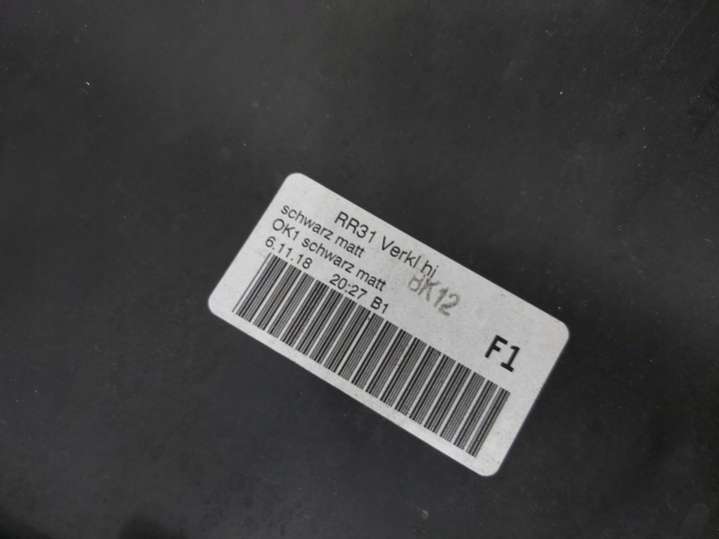 RR31 Verkl hi
schwarz matt
OK1 schwarz matt
BK12
6.11.18 20:27 B1
F1